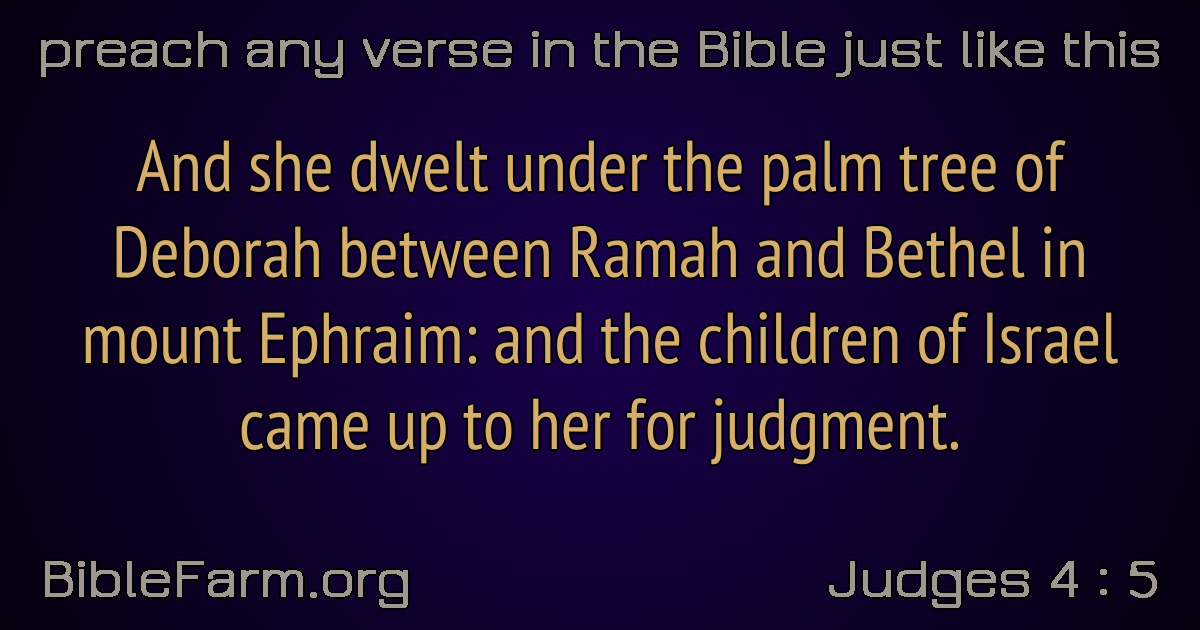 preach any verse in the Bible just like this
And she dwelt under the palm tree of
Deborah between Ramah and Bethel in
mount Ephraim: and the children of Israel
came up to her for judgment.
BibleFarm.org
Judges 4 : 5